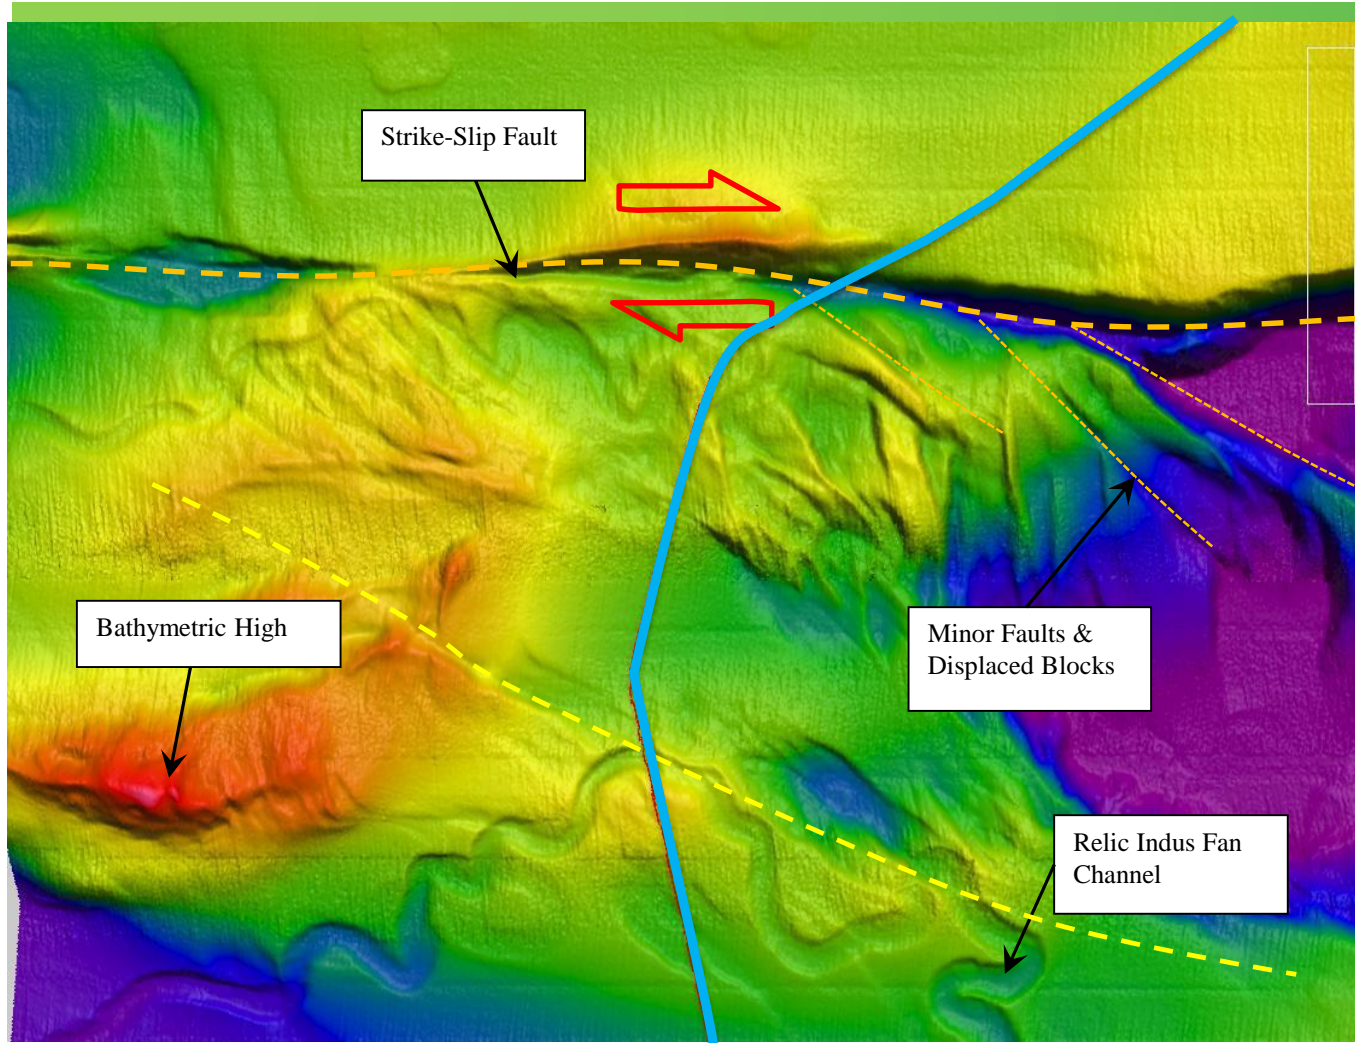 Strike-Slip Fault
Bathymetric High
Minor Faults &
Displaced Blocks
Relic Indus Fan
Channel